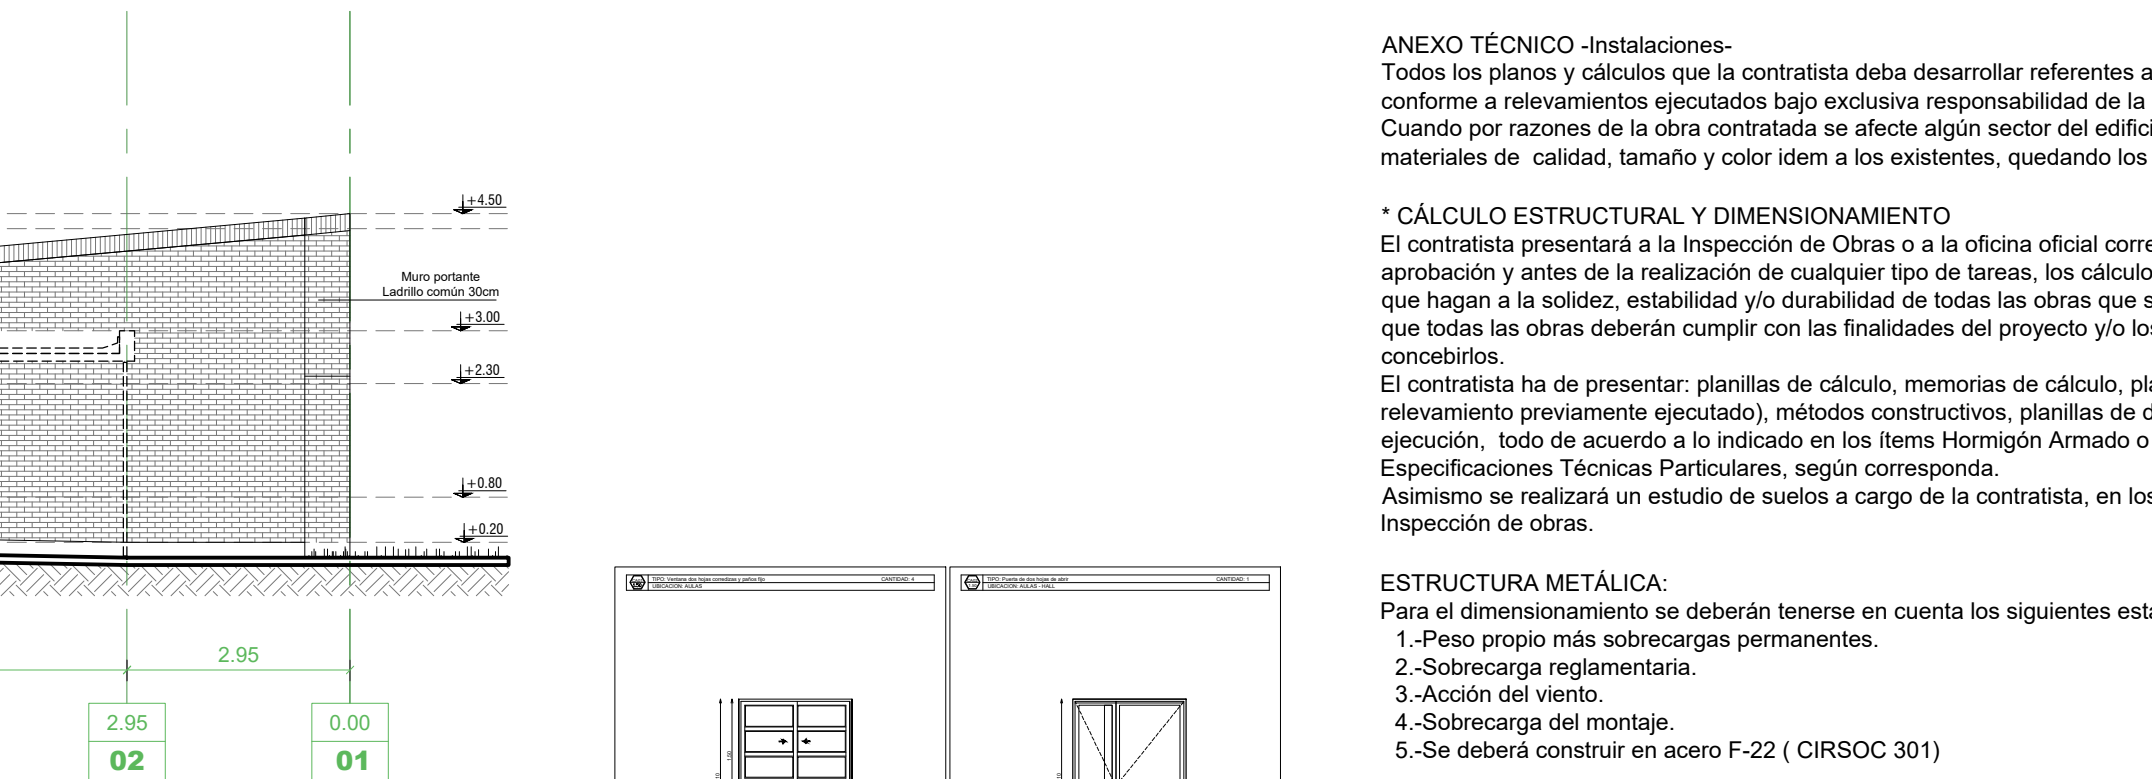 +4.50
Muro portante
Ladrillo común 30cm
+3.00
+2.30
+0.80
+0.20
2.95
2.95
02
0.00
01
TIPO: Ventana dos hojas corredizas y paños fijo
CANTIDAD: 4
UBICACION: AULAS
1.50
TIPO: Puerta de dos hojas de abrir
CANTIDAD: 1
UBICACION: AULAS - HALL
ANEXO TÉCNICO -Instalaciones-
Todos los planos y cálculos que la contratista deba desarrollar referentes a
conforme a relevamientos ejecutados bajo exclusiva responsabilidad de la
Cuando por razones de la obra contratada se afecte algún sector del edifici
materiales de  calidad, tamaño y color idem a los existentes, quedando los
* CÁLCULO ESTRUCTURAL Y DIMENSIONAMIENTO
El contratista presentará a la Inspección de Obras o a la oficina oficial corre
aprobación y antes de la realización de cualquier tipo de tareas, los cálculo
que hagan a la solidez, estabilidad y/o durabilidad de todas las obras que s
que todas las obras deberán cumplir con las finalidades del proyecto y/o los
concebirlos.
El contratista ha de presentar: planillas de cálculo, memorias de cálculo, pla
relevamiento previamente ejecutado), métodos constructivos, planillas de d
ejecución,  todo de acuerdo a lo indicado en los ítems Hormigón Armado o
Especificaciones Técnicas Particulares, según corresponda.
Asimismo se realizará un estudio de suelos a cargo de la contratista, en los
Inspección de obras.
ESTRUCTURA METÁLICA:
Para el dimensionamiento se deberán tenerse en cuenta los siguientes esta
1.-Peso propio más sobrecargas permanentes.
2.-Sobrecarga reglamentaria.
3.-Acción del viento.
4.-Sobrecarga del montaje.
5.-Se deberá construir en acero F-22 ( CIRSOC 301)